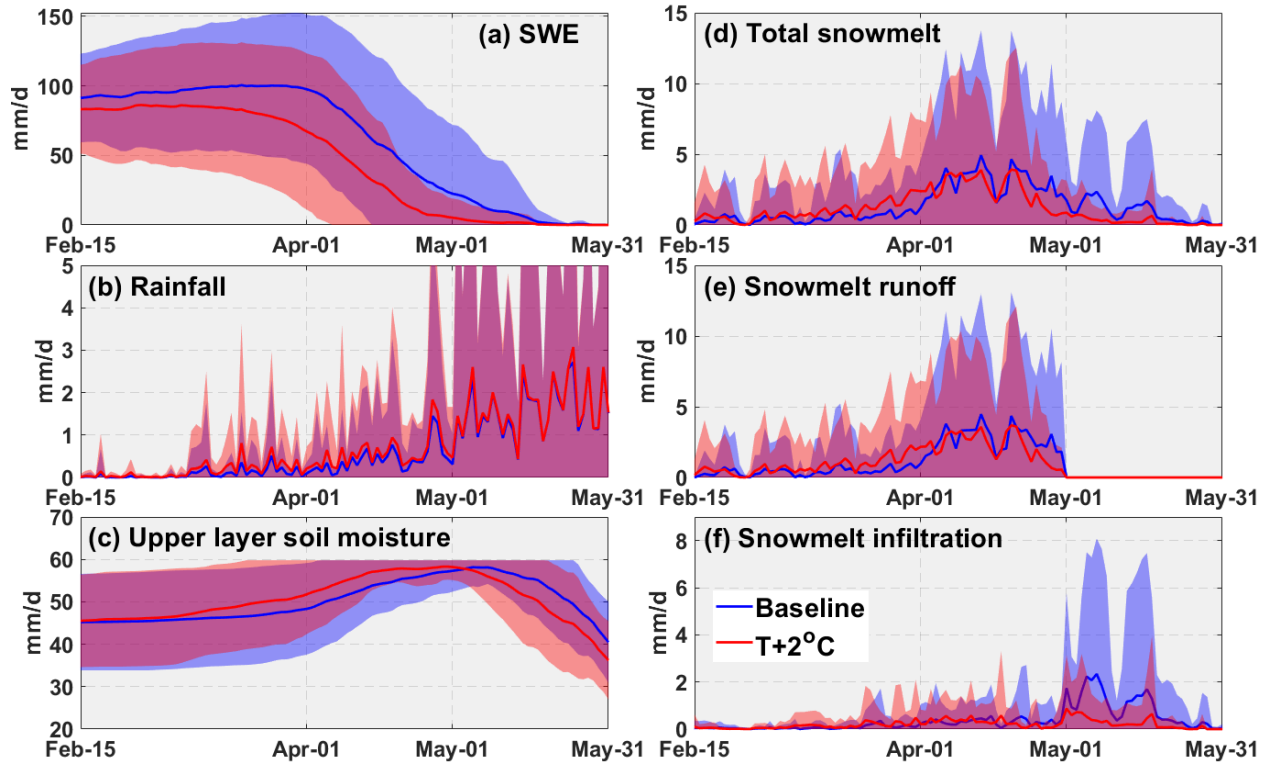 (a) SWE
mm/d
150
100
50
0
Feb-15 Apr-01 May-01 May-31
(d) Total snowmelt
mm/d
15
10
5
0
Feb-15 Apr-01 May-01 May-31
(b) Rainfall
mm/d
5
4
3
2
1
0
Feb-15 Apr-01 May-01 May-31
(e) Snowmelt runoff
mm/d
15
10
5
0
Feb-15 Apr-01 May-01 May-31
(c) Upper layer soil moisture
mm/d
70
60
50
40
30
20
Feb-15 Apr-01 May-01 May-31
(f) Snowmelt infiltration
mm/d
8
6
4
2
0
Baseline
T+2°C
Feb-15 Apr-01 May-01 May-31